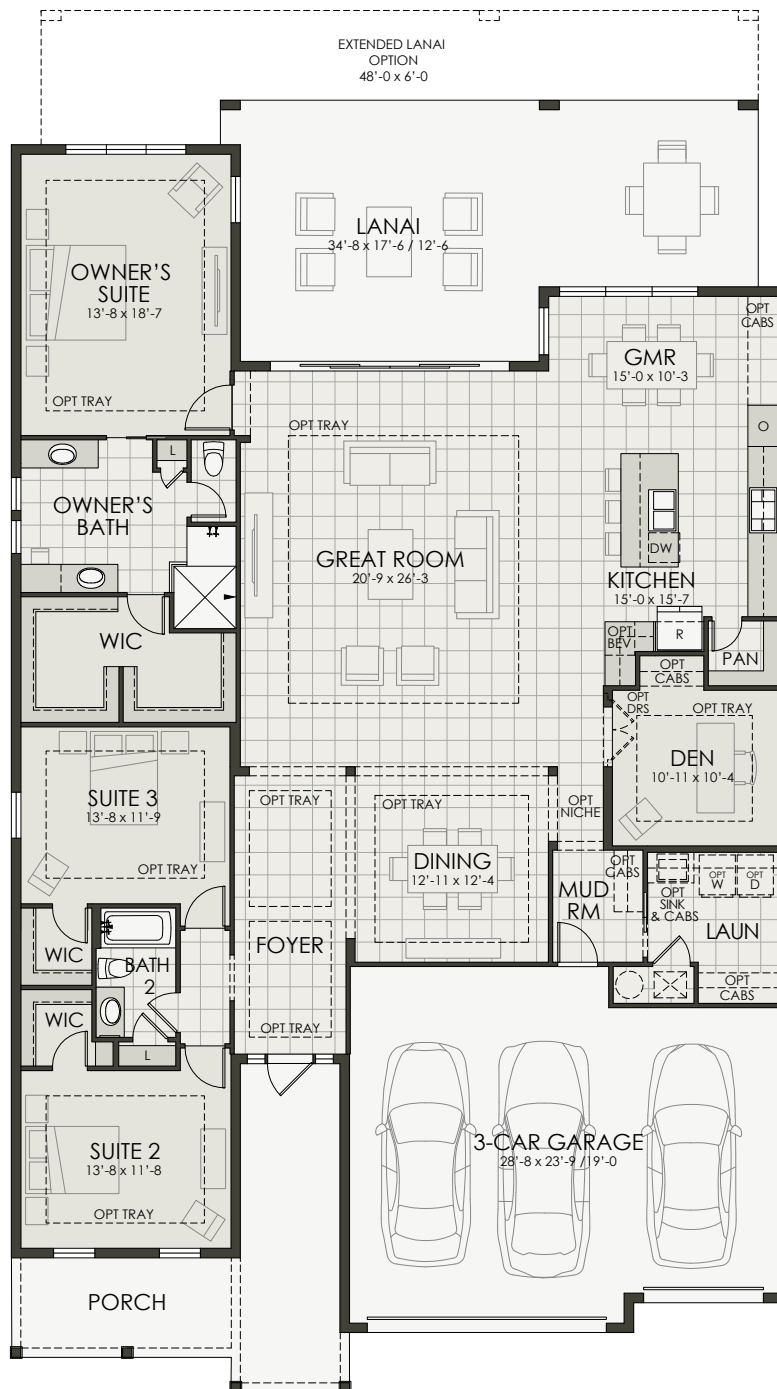 EXTENDED LANAI
OPTION
48'-0 x 6'-0
LANAI
34'-8 x 17'-6 / 12'-6
OWNER'S
SUITE
13'-8 x 18'-7
OPT TRAY
OPT
CABS
GMR
15'-0 x 10'-3
OPT TRAY
L
OWNER'S
BATH
GREAT ROOM
20'-9 x 26'-3
DW
KITCHEN
15'-0 x 15'-7
OPT
BEV
R
PAN
WIC
OPT
CABS
OPT
DRS
OPT TRAY
DEN
10'-11 x 10'-4
SUITE 3
13'-8 x 11'-9
OPT TRAY
OPT TRAY
OPT TRAY
OPT
NICHE
DINING
12'-11 x 12'-4
OPT
CABS
MUD
RM
OPT
W
OPT
D
OPT
SINK
& CABS
LAUN
OPT
CABS
WIC
BATH
2
FOYER
OPT TRAY
WIC
L
SUITE 2
13'-8 x 11'-8
OPT TRAY
3-CAR GARAGE
28'-8 x 23'-9 /19'-0
PORCH